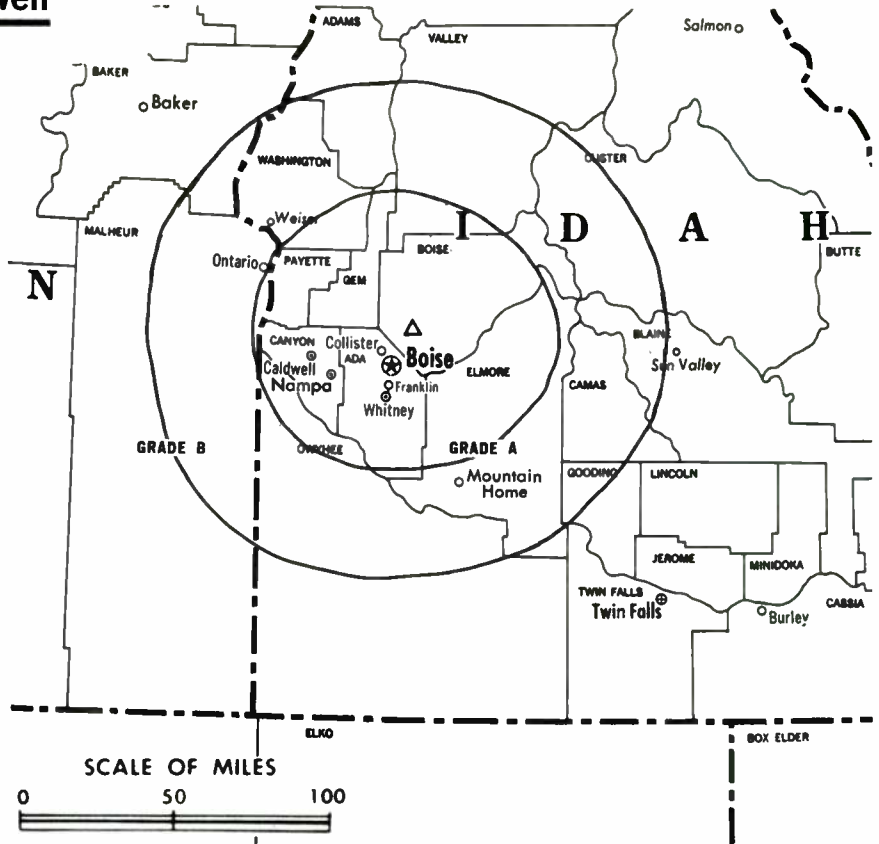 ADAMS
VALLEY
Salmon
BAKER
Baker
WASHINGTON
CUSTER
Weiser
MALHEUR
I D A H
BOISE
BUTTE
Ontario
PAYETTE
GEM
N
CANYON
Collister
ADA
Boise
BLAINE
Sun Valley
Caldwell
Nampa
Franklin
ELMORE
CAMAS
Whitney
GRADE B
OWYHEE
GRADE A
Mountain
Home
GOODING
LINCOLN
JEROME
MINIDOKA
TWIN FALLS
Twin Falls
CASSIA
Burley
ELKO
BOX ELDER
SCALE OF MILES
0 50 100